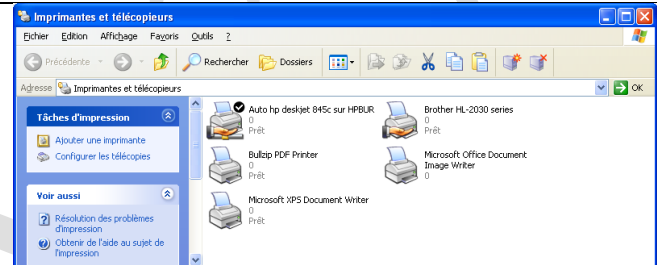 Imprimantes et télécopieurs
Fichier Edition Affichage Favoris Outils ?
Précédente Rechercher Dossiers
Adresse Imprimantes et télécopieurs OK
Tâches d'impression
Ajouter une imprimante
Configurer les télécopies
Voir aussi
Résolution des problèmes
d'impression
Obtenir de l'aide au sujet de
l'impression
Auto hp deskjet 845c sur HPBUR
0
Prêt
Brother HL-2030 series
0
Prêt
Bullzip PDF Printer
0
Prêt
Microsoft Office Document
Image Writer
0
Microsoft XPS Document Writer
0
Prêt